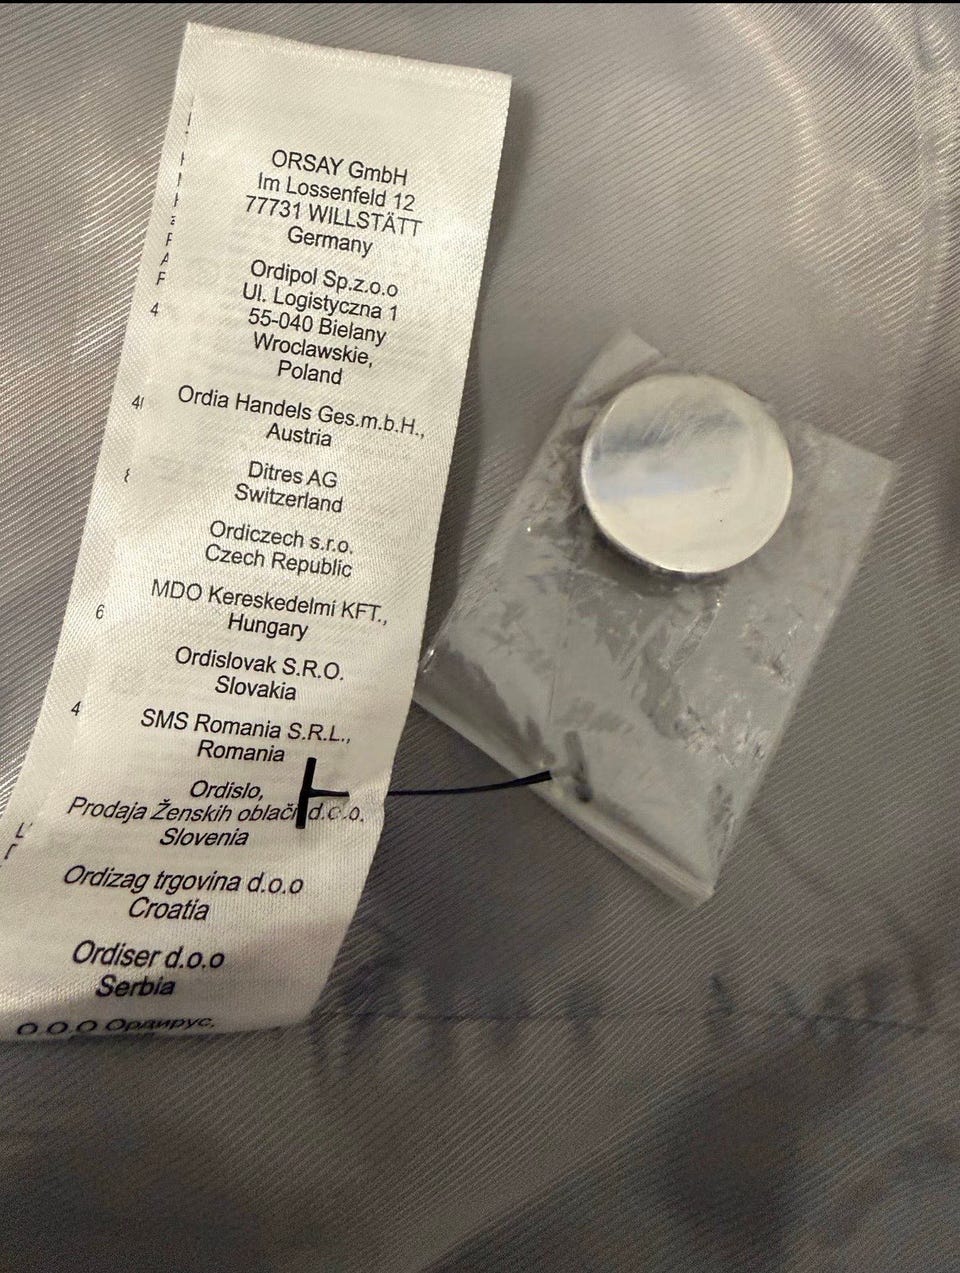 ORSAY GmbH
Im Lossenfeld 12
77731 WILLSTÄTT
Germany
Ordipol Sp.z.o.o
Ul. Logistyczna 1
55-040 Bielany
Wroclawskie,
Poland
Ordia Handels Ges.m.b.H.,
Austria
Ditres AG
Switzerland
Ordiczech s.r.o.
Czech Republic
MDO Kereskedelmi KFT.,
Hungary
Ordislovak S.R.O.
Slovakia
SMS Romania S.R.L.,
Romania
Ordislo,
Prodaja Ženskih oblačil d.o.o.
Slovenia
Ordizag trgovina d.o.o
Croatia
Ordiser d.o.o
Serbia
О О О Ордирус,